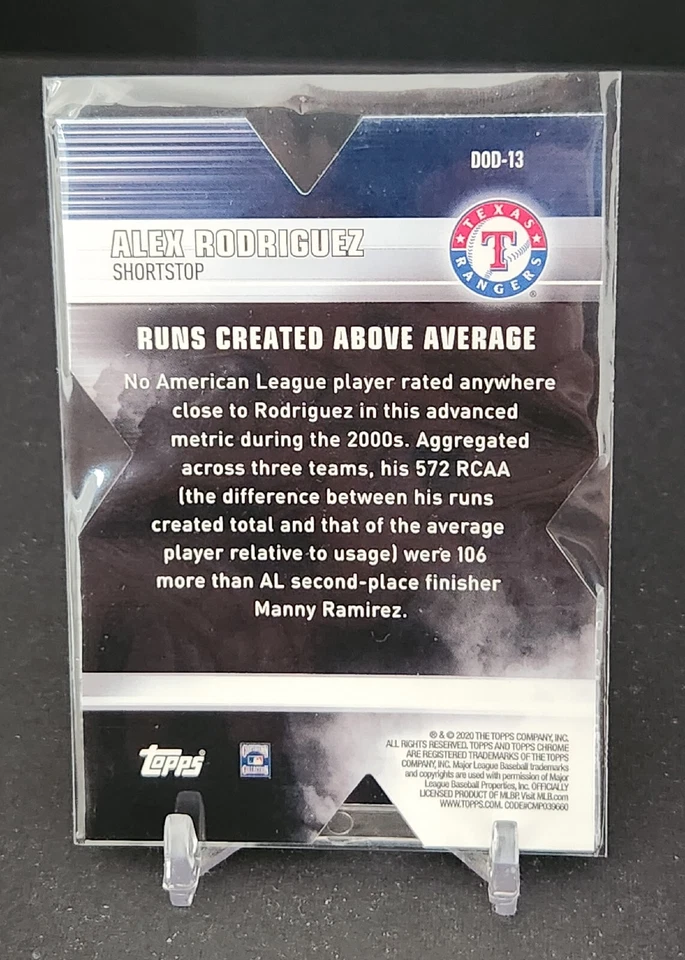 DOD-13
ALEX RODRIGUEZ
SHORTSTOP
TEXAS
T
RANGERS
®
RUNS CREATED ABOVE AVERAGE
No American League player rated anywhere
close to Rodriguez in this advanced
metric during the 2000s. Aggregated
across three teams, his 572 RCAA
(the difference between his runs
created total and that of the average
player relative to usage) were 106
more than AL second-place finisher
Manny Ramirez.
Topps®
® & © 2020 THE TOPPS COMPANY, INC.
ALL RIGHTS RESERVED, TOPPS AND TOPPS CHROME
ARE REGISTERED TRADEMARKS OF THE TOPPS
COMPANY, INC. Major League Baseball trademarks
and copyrights are used with permission of Major
League Baseball Properties, Inc. OFFICIALLY
LICENSED PRODUCT OF MLBP. Visit MLB.com
WWW.TOPPS.COM. CODE#CMP039660